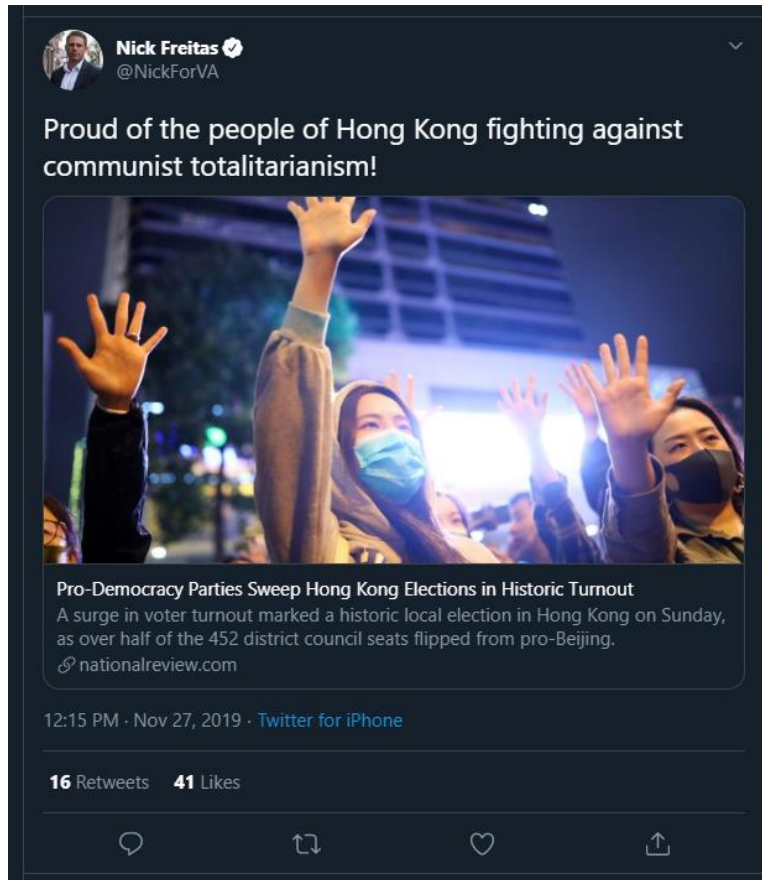 Nick Freitas
@NickForVA
Proud of the people of Hong Kong fighting against
communist totalitarianism!
Pro-Democracy Parties Sweep Hong Kong Elections in Historic Turnout
A surge in voter turnout marked a historic local election in Hong Kong on Sunday,
as over half of the 452 district council seats flipped from pro-Beijing.
nationalreview.com
12:15 PM · Nov 27, 2019 · Twitter for iPhone
16 Retweets 41 Likes